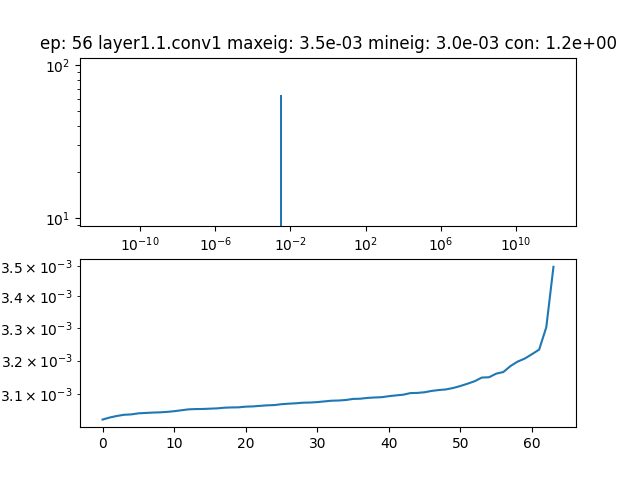 ep: 56 layer1.1.conv1 maxeig: 3.5e-03 mineig: 3.0e-03 con: 1.2e+00
10²
10¹
10⁻¹⁰ 10⁻⁶ 10⁻² 10² 10⁶ 10¹⁰
3.5 × 10⁻³
3.4 × 10⁻³
3.3 × 10⁻³
3.2 × 10⁻³
3.1 × 10⁻³
0 10 20 30 40 50 60